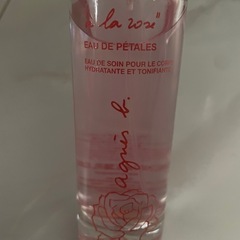 à la rose"
EAU DE PÉTALES
EAU DE SOIN POUR LE CORPS
HYDRATANTE ET TONIFIANTE
agnès b.